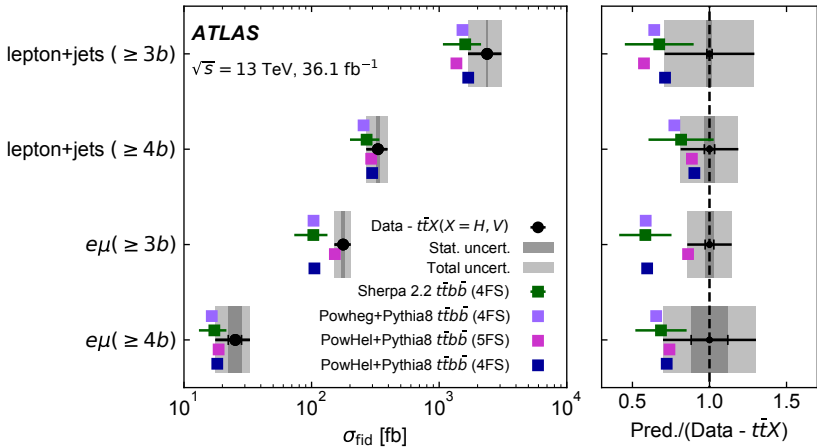 ATLAS
√s = 13 TeV, 36.1 fb⁻¹
lepton+jets ( ≥ 3b)
lepton+jets ( ≥ 4b)
eμ( ≥ 3b)
eμ( ≥ 4b)
Data - tt̄X(X = H, V)
Stat. uncert.
Total uncert.
Sherpa 2.2 tt̄bb̄ (4FS)
Powheg+Pythia8 tt̄bb̄ (4FS)
PowHel+Pythia8 tt̄bb̄ (5FS)
PowHel+Pythia8 tt̄bb̄ (4FS)
10¹ 10² 10³ 10⁴
σfid [fb]
0.5 1.0 1.5
Pred./(Data - tt̄X)